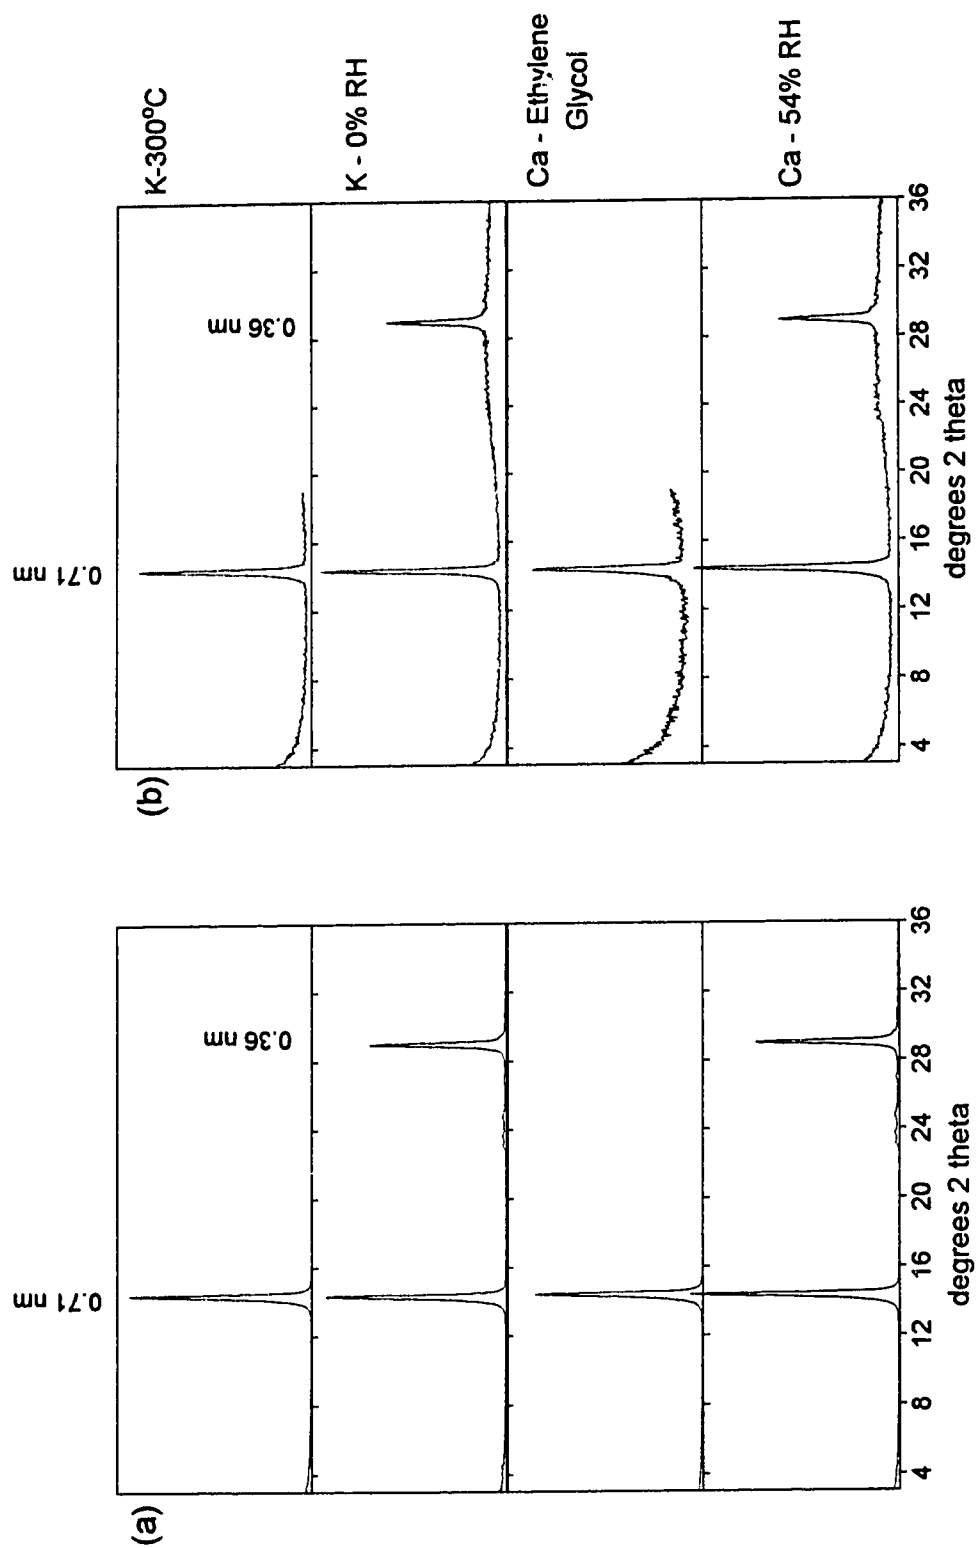 (a)
0.71 nm
0.36 nm
4 8 12 16 20 24 28 32 36
degrees 2 theta
(b)
0.71 nm
0.36 nm
K-300°C
K - 0% RH
Ca - Ethylene
Glycol
Ca - 54% RH
4 8 12 16 20 24 28 32 36
degrees 2 theta